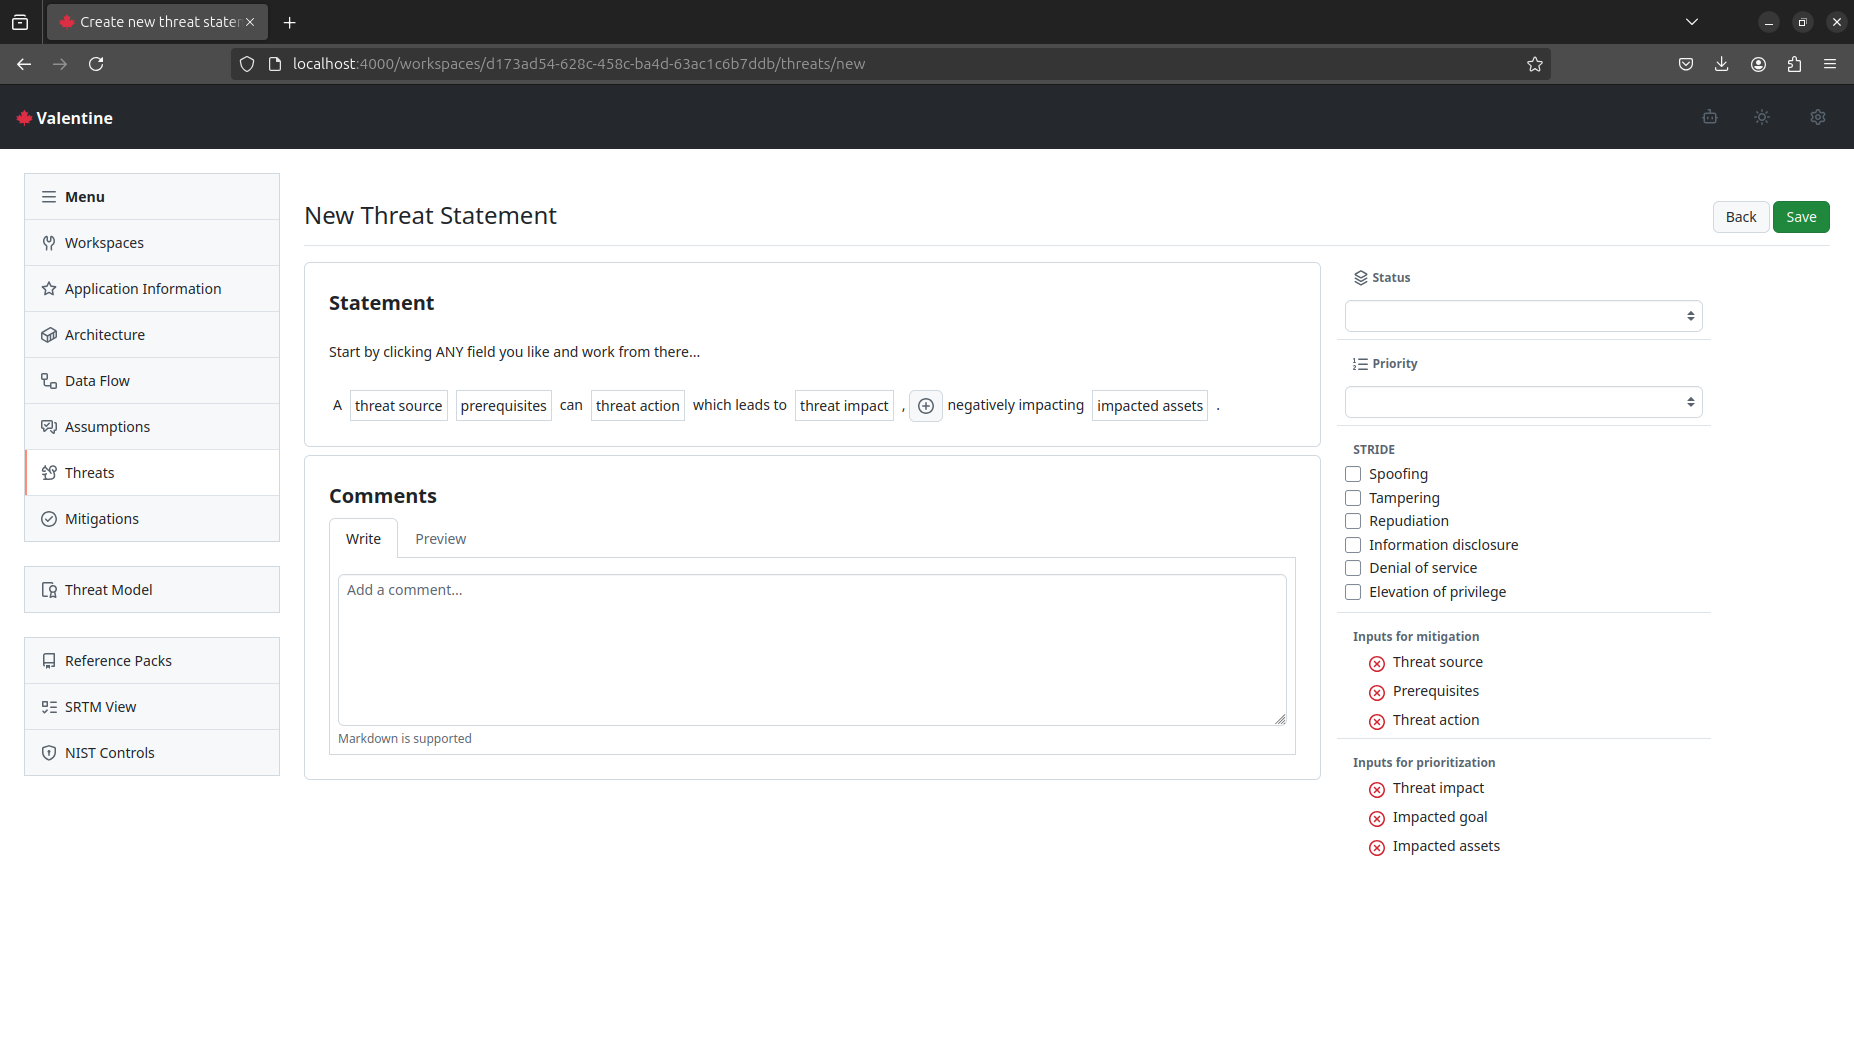 Create new threat stater
localhost:4000/workspaces/d173ad54-628c-458c-ba4d-63ac1c6b7ddb/threats/new
Valentine
Menu
Workspaces
Application Information
Architecture
Data Flow
Assumptions
Threats
Mitigations
Threat Model
Reference Packs
SRTM View
NIST Controls
New Threat Statement
Back
Save
Statement
Start by clicking ANY field you like and work from there...
A threat source prerequisites can threat action which leads to threat impact , negatively impacting impacted assets .
Comments
Write
Preview
Add a comment...
Markdown is supported
Status
Priority
STRIDE
Spoofing
Tampering
Repudiation
Information disclosure
Denial of service
Elevation of privilege
Inputs for mitigation
Threat source
Prerequisites
Threat action
Inputs for prioritization
Threat impact
Impacted goal
Impacted assets